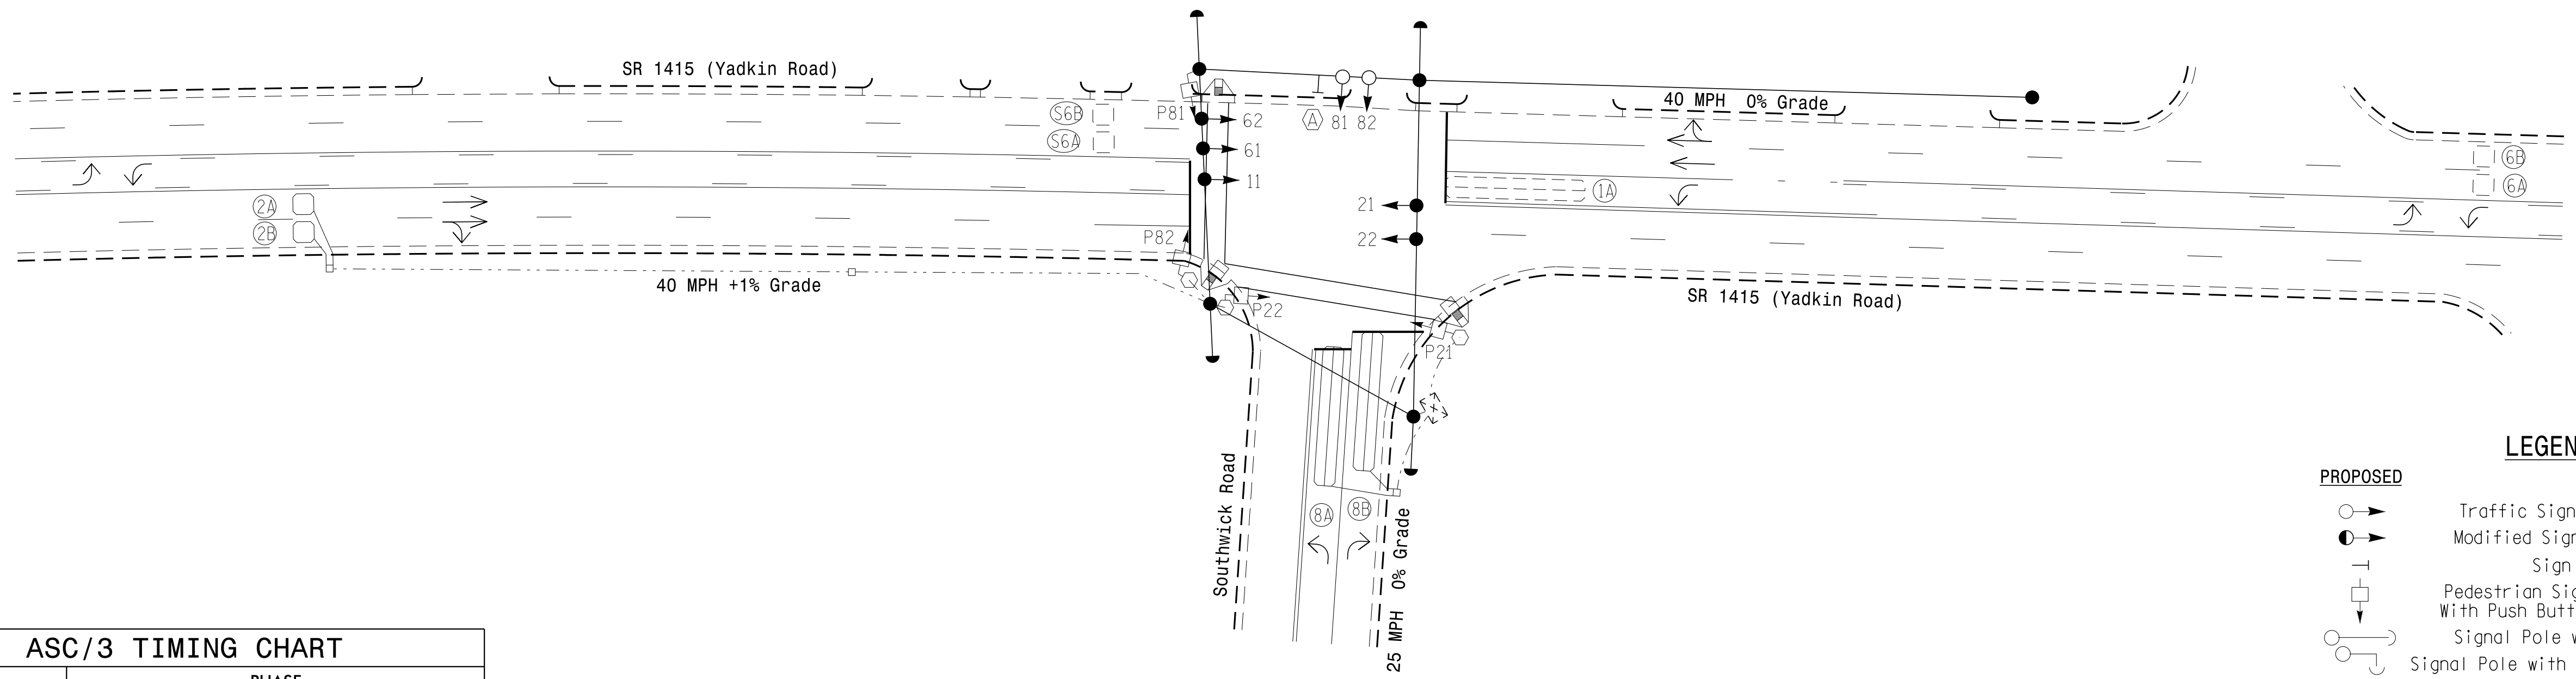 SR 1415 (Yadkin Road)
S6B
P81
62
A
81
82
40 MPH 0% Grade
S6A
61
6B
11
1A
6A
2A
21
2B
P82
22
40 MPH +1% Grade
P22
SR 1415 (Yadkin Road)
P21
Southwick Road
8A
8B
25 MPH 0% Grade
LEGEN
PROPOSED
Traffic Sign
Modified Sign
Sign
Pedestrian Sig
With Push Butt
Signal Pole w
Signal Pole with
ASC/3 TIMING CHART
PHASE